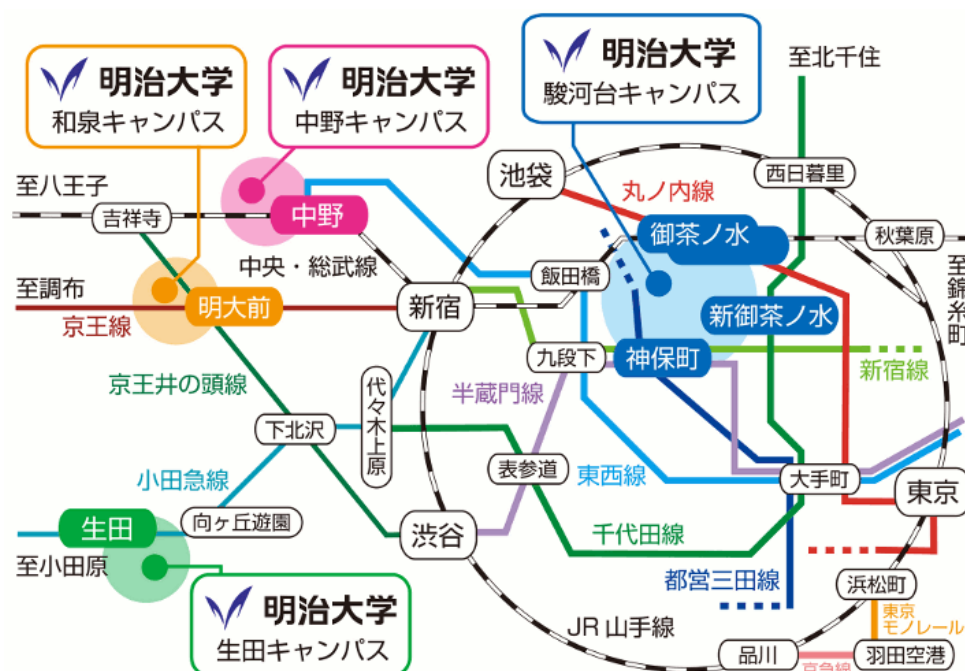 明治大学
和泉キャンパス
明治大学
中野キャンパス
明治大学
駿河台キャンパス
至北千住
池袋
丸ノ内線
西日暮里
至八王子
吉祥寺
中野
御茶ノ水
秋葉原
中央・総武線
飯田橋
至錦糸町
至調布
京王線
明大前
新宿
新御茶ノ水
九段下
神保町
新宿線
京王井の頭線
半蔵門線
代々木上原
下北沢
表参道
東西線
大手町
小田急線
東京
向ヶ丘遊園
生田
渋谷
千代田線
至小田原
都営三田線
浜松町
明治大学
生田キャンパス
JR山手線
東京
モノレール
品川
京急線
羽田空港